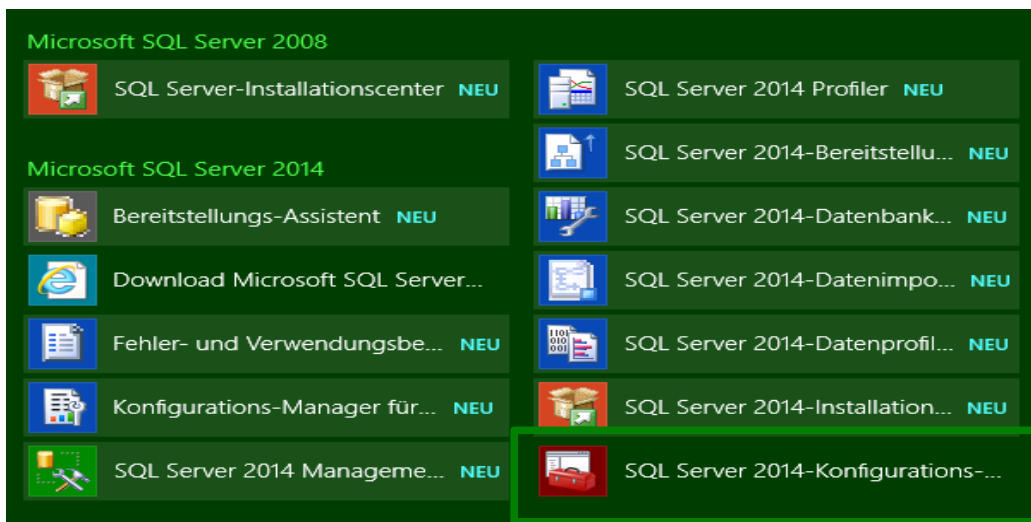 Microsoft SQL Server 2008
SQL Server-Installationscenter NEU
Microsoft SQL Server 2014
Bereitstellungs-Assistent NEU
Download Microsoft SQL Server...
Fehler- und Verwendungsbe... NEU
Konfigurations-Manager für... NEU
SQL Server 2014 Manageme... NEU
SQL Server 2014 Profiler NEU
SQL Server 2014-Bereitstellu... NEU
SQL Server 2014-Datenbank... NEU
SQL Server 2014-Datenimpo... NEU
SQL Server 2014-Datenprofil... NEU
SQL Server 2014-Installation... NEU
SQL Server 2014-Konfigurations-...